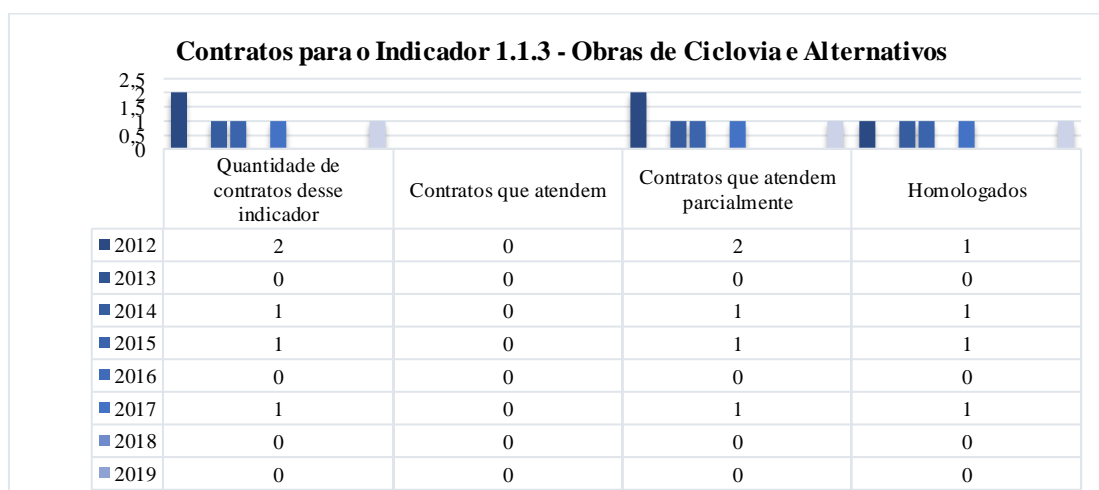 Contratos para o Indicador 1.1.3 - Obras de Ciclovia e Alternativos
2,5
2
1,5
1
0,5
0
Quantidade de
contratos desse
indicador
Contratos que atendem
Contratos que atendem
parcialmente
Homologados
2012 2 0 2 1
2013 0 0 0 0
2014 1 0 1 1
2015 1 0 1 1
2016 0 0 0 0
2017 1 0 1 1
2018 0 0 0 0
2019 0 0 0 0